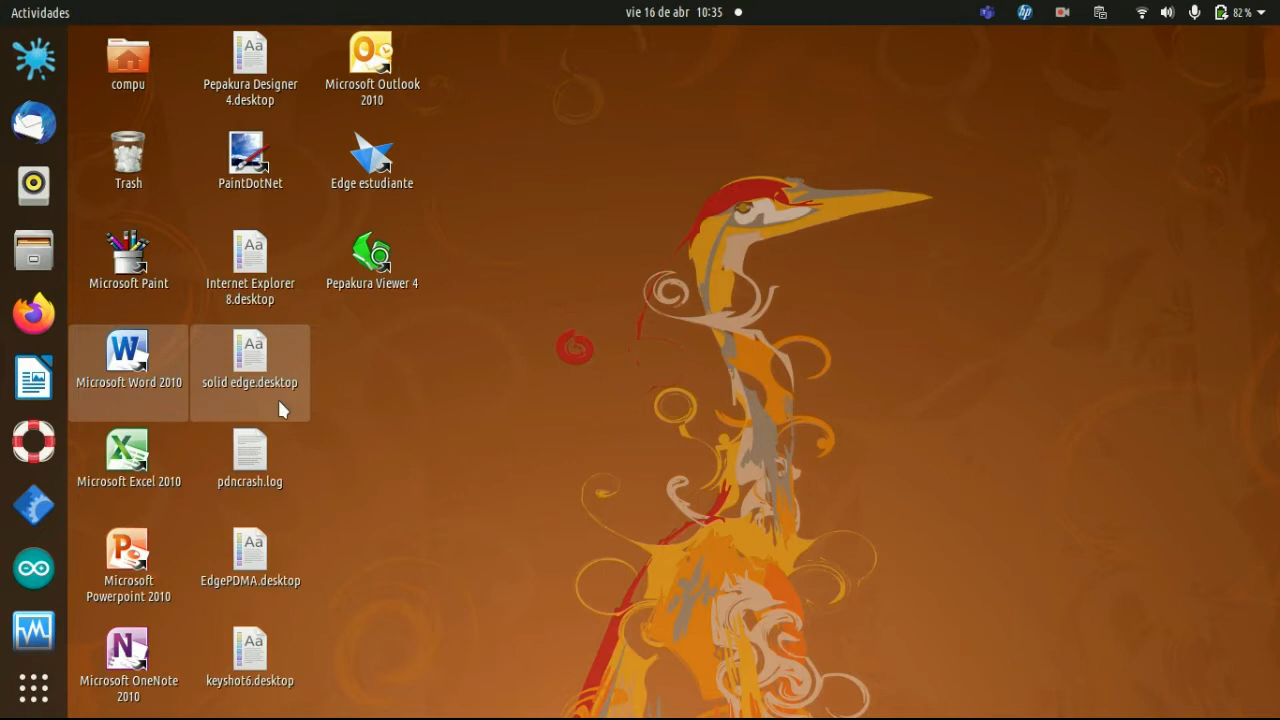 Actividades
vie 16 de abr 10:35
82 %
compu
Pepakura Designer
4.desktop
Microsoft Outlook
2010
Trash
PaintDotNet
Edge estudiante
Microsoft Paint
Internet Explorer
8.desktop
Pepakura Viewer 4
Microsoft Word 2010
solid edge.desktop
Microsoft Excel 2010
pdncrash.log
Microsoft
Powerpoint 2010
EdgePDMA.desktop
Microsoft OneNote
2010
keyshot6.desktop